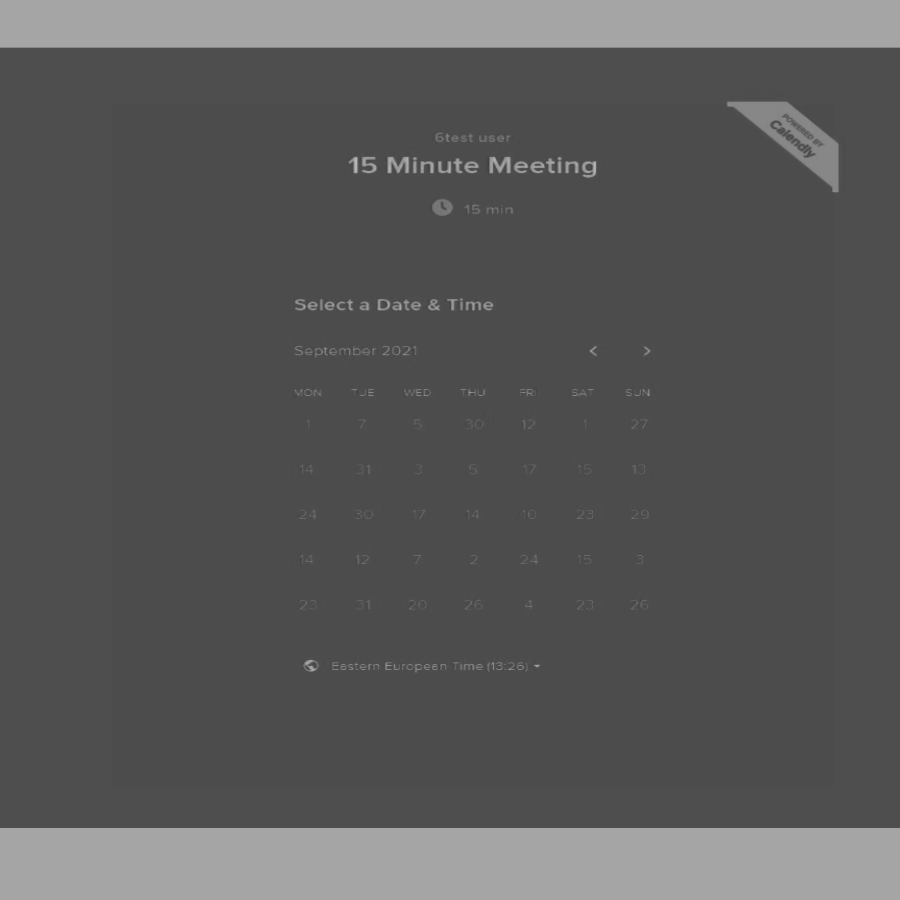 POWERED BY
Calendly
6test user
15 Minute Meeting
15 min
Select a Date & Time
September 2021
MON TUE WED THU FRI SAT SUN
1 7 5 30 12 1 27
14 31 3 5 17 15 13
24 30 17 14 10 23 29
14 12 7 2 24 15 3
23 31 20 26 4 23 26
Eastern European Time (13:26)